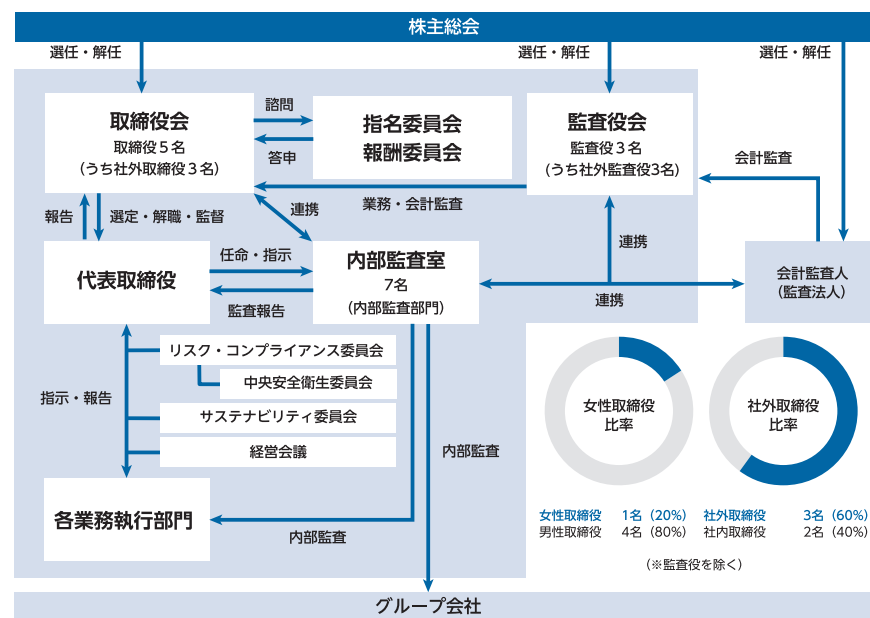 株主総会
選任・解任
選任・解任
選任・解任
取締役会
取締役5名
(うち社外取締役3名)
諮問
答申
指名委員会
報酬委員会
監査役会
監査役3名
(うち社外監査役3名)
会計監査
業務・会計監査
連携
報告
選定・解職・監督
連携
代表取締役
任命・指示
監査報告
内部監査室
7名
(内部監査部門)
連携
会計監査人
(監査法人)
リスク・コンプライアンス委員会
中央安全衛生委員会
サステナビリティ委員会
経営会議
指示・報告
内部監査
各業務執行部門
内部監査
女性取締役
比率
社外取締役
比率
女性取締役 1名(20%) 社外取締役 3名(60%)
男性取締役 4名(80%) 社内取締役 2名(40%)
(※監査役を除く)
グループ会社